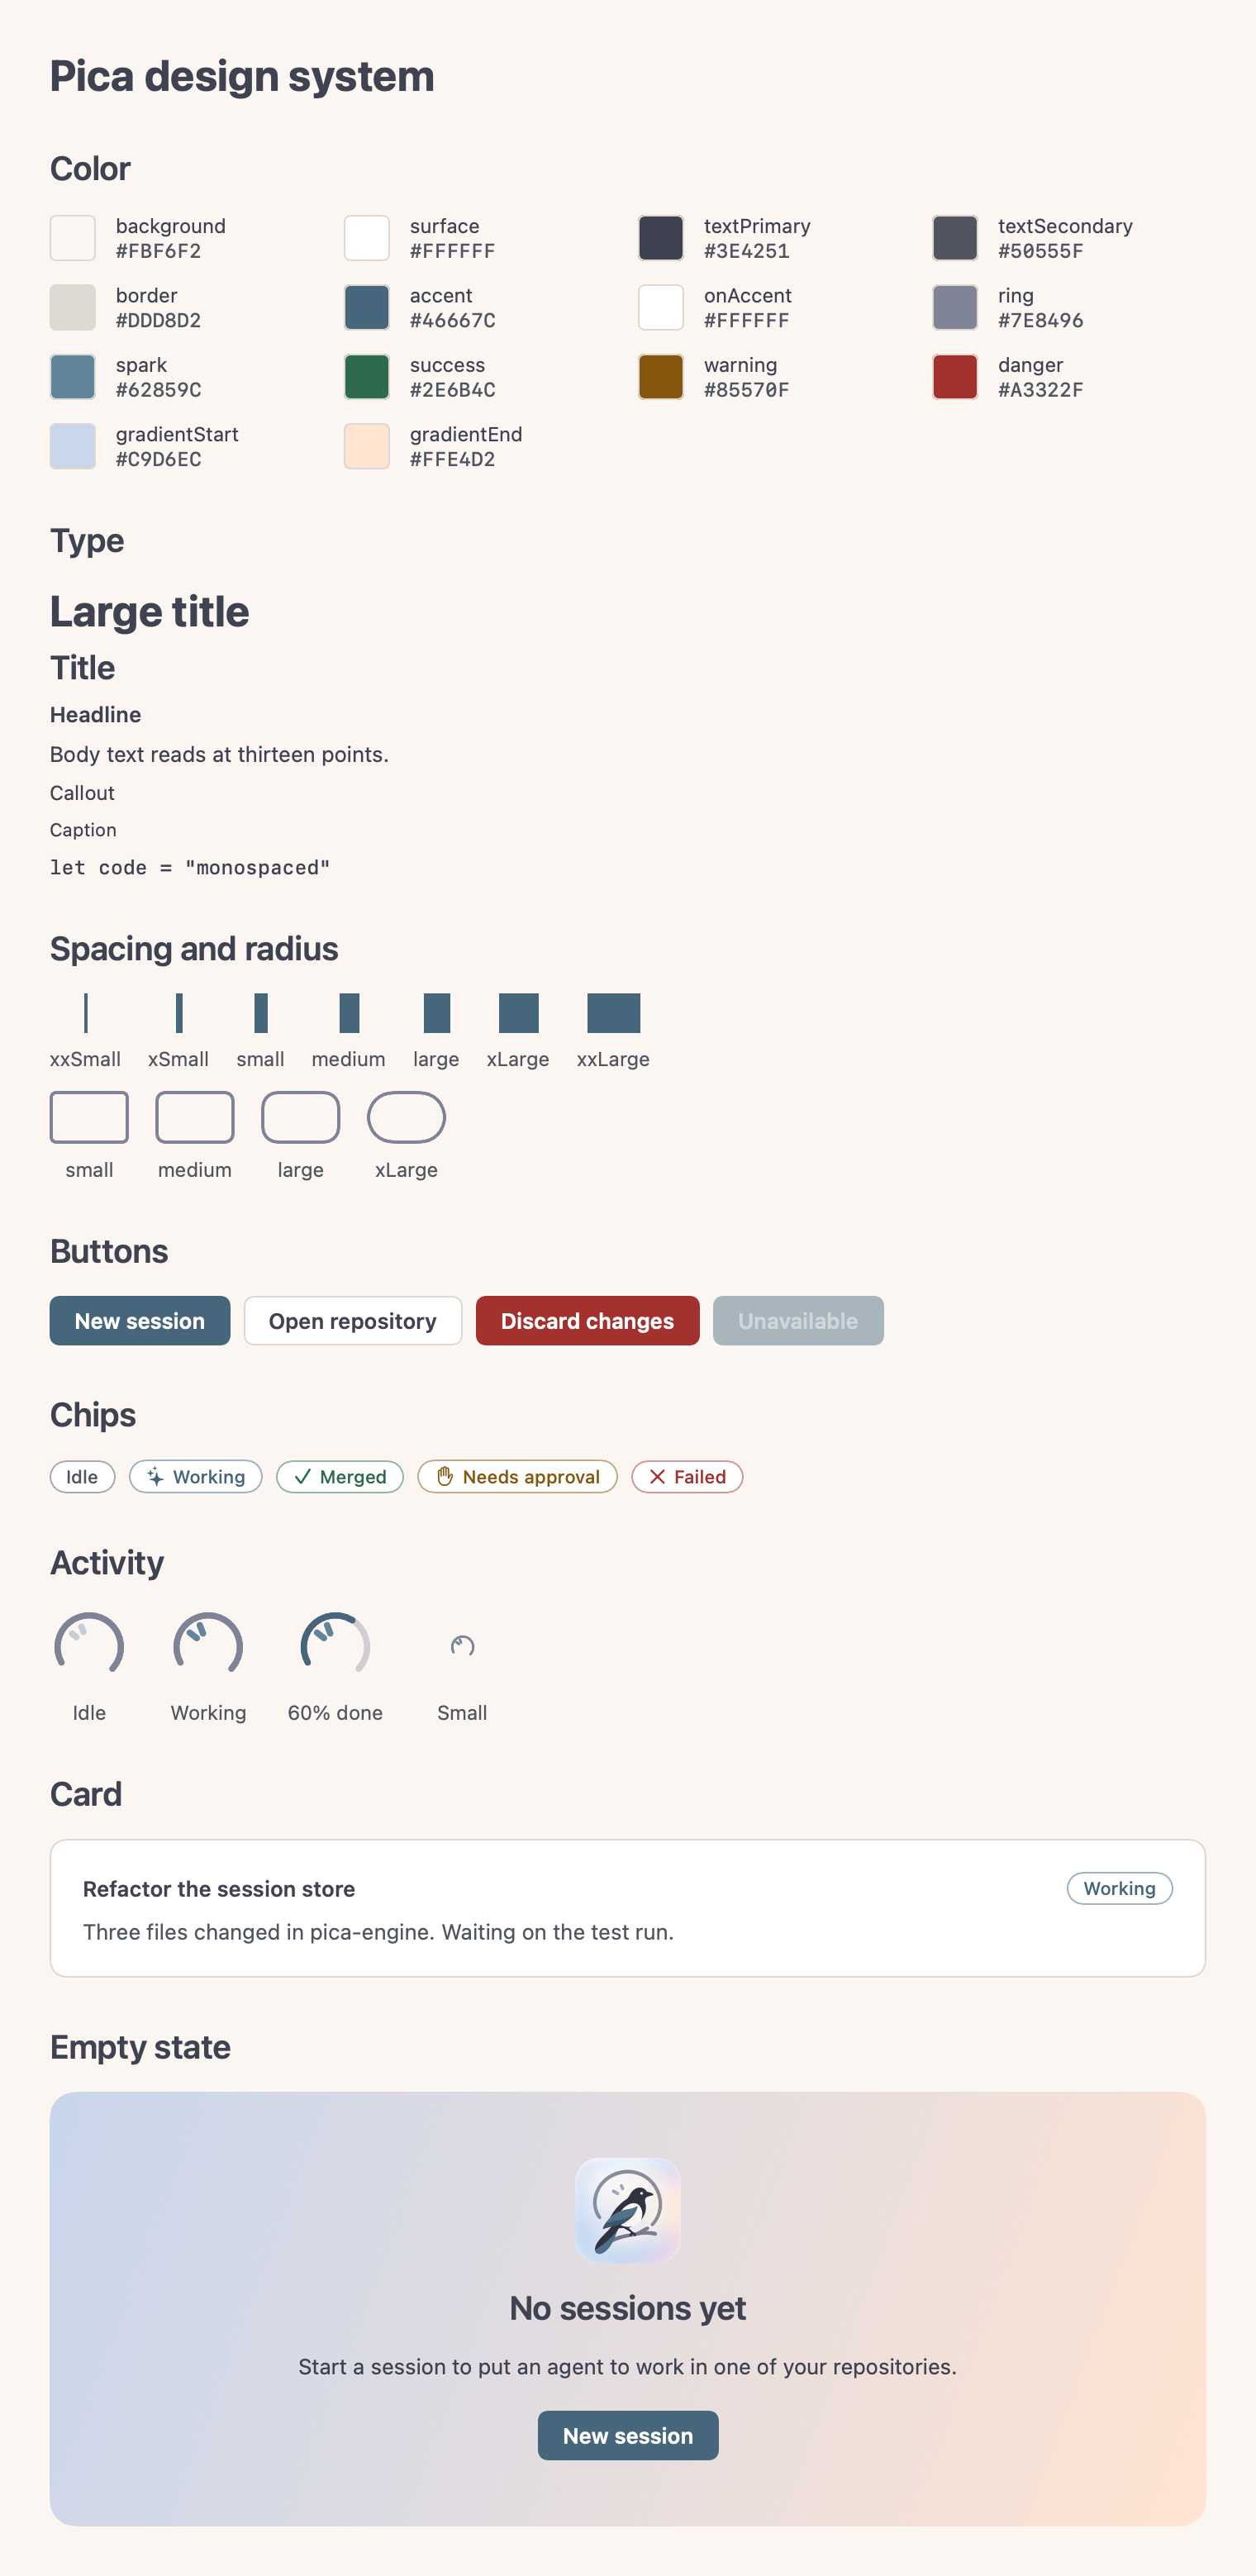 Pica design system
Color
background
#FBF6F2
surface
#FFFFFF
textPrimary
#3E4251
textSecondary
#50555F
border
#DDD8D2
accent
#46667C
onAccent
#FFFFFF
ring
#7E8496
spark
#62859C
success
#2E6B4C
warning
#85570F
danger
#A3322F
gradientStart
#C9D6EC
gradientEnd
#FFE4D2
Type
Large title
Title
Headline
Body text reads at thirteen points.
Callout
Caption
let code = "monospaced"
Spacing and radius
xxSmall xSmall small medium large xLarge xxLarge
small medium large xLarge
Buttons
New session Open repository Discard changes Unavailable
Chips
Idle Working Merged Needs approval Failed
Activity
Idle Working 60% done Small
Card
Refactor the session store Working
Three files changed in pica-engine. Waiting on the test run.
Empty state
No sessions yet
Start a session to put an agent to work in one of your repositories.
New session